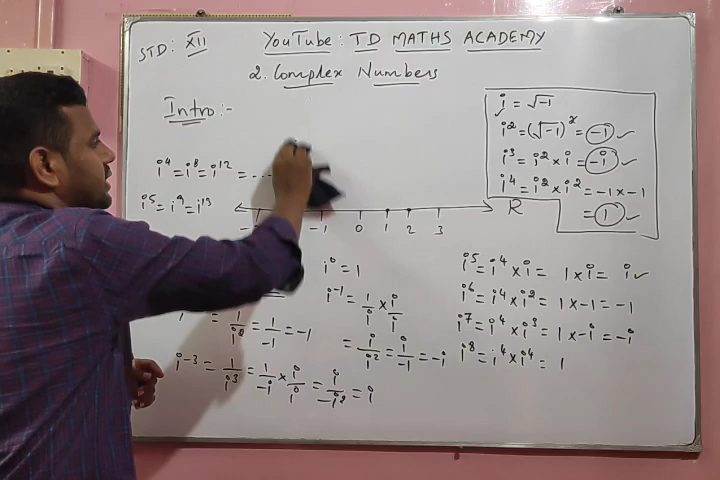 STD: XII
YouTube: TD MATHS ACADEMY
2. Complex Numbers
Intro:-
i⁴ = i⁸ = i¹² = ...
i⁵ = i⁹ = i¹³
-1 0 1 2 3
R
i = √-1
i² = (√-1)² = -1
i³ = i² × i = -i
i⁴ = i² × i² = -1 × -1
= 1
i⁰ = 1
i⁻¹ = 1/i × i/i
= i/i² = i/-1 = -i
= 1/i² = 1/-1 = -1
i⁻³ = 1/i³ = 1/-i × i/i = i/-i² = i
i⁵ = i⁴ × i = 1 × i = i
i⁶ = i⁴ × i² = 1 × -1 = -1
i⁷ = i⁴ × i³ = 1 × -i = -i
i⁸ = i⁴ × i⁴ = 1